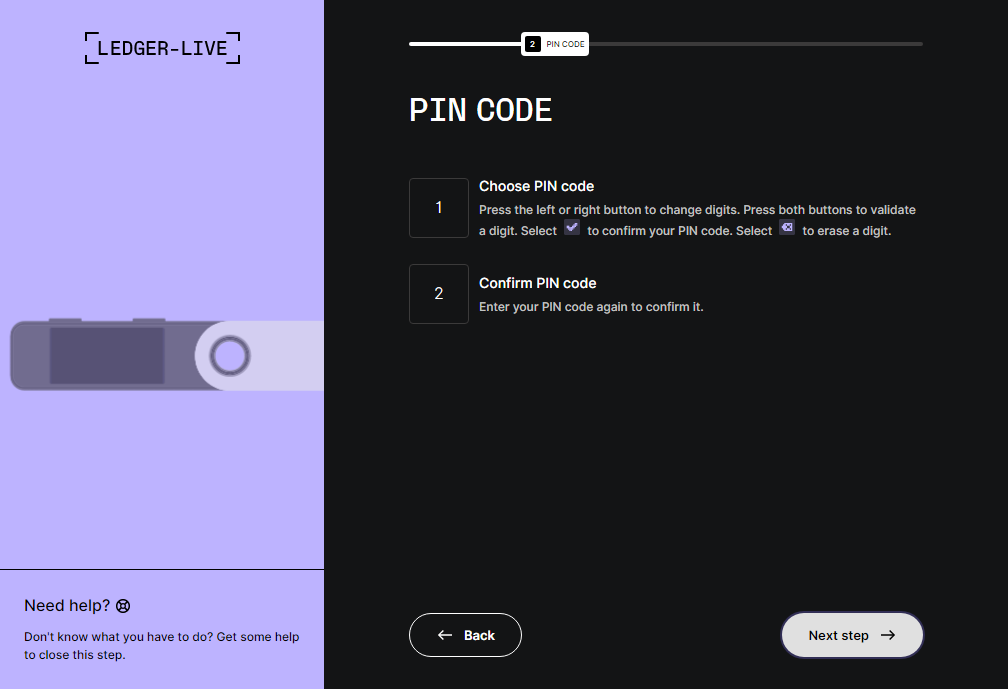 LEDGER-LIVE
2 PIN CODE
PIN CODE
1
Choose PIN code
Press the left or right button to change digits. Press both buttons to validate
a digit. Select to confirm your PIN code. Select to erase a digit.
2
Confirm PIN code
Enter your PIN code again to confirm it.
Need help?
Don't know what you have to do? Get some help
to close this step.
Back
Next step